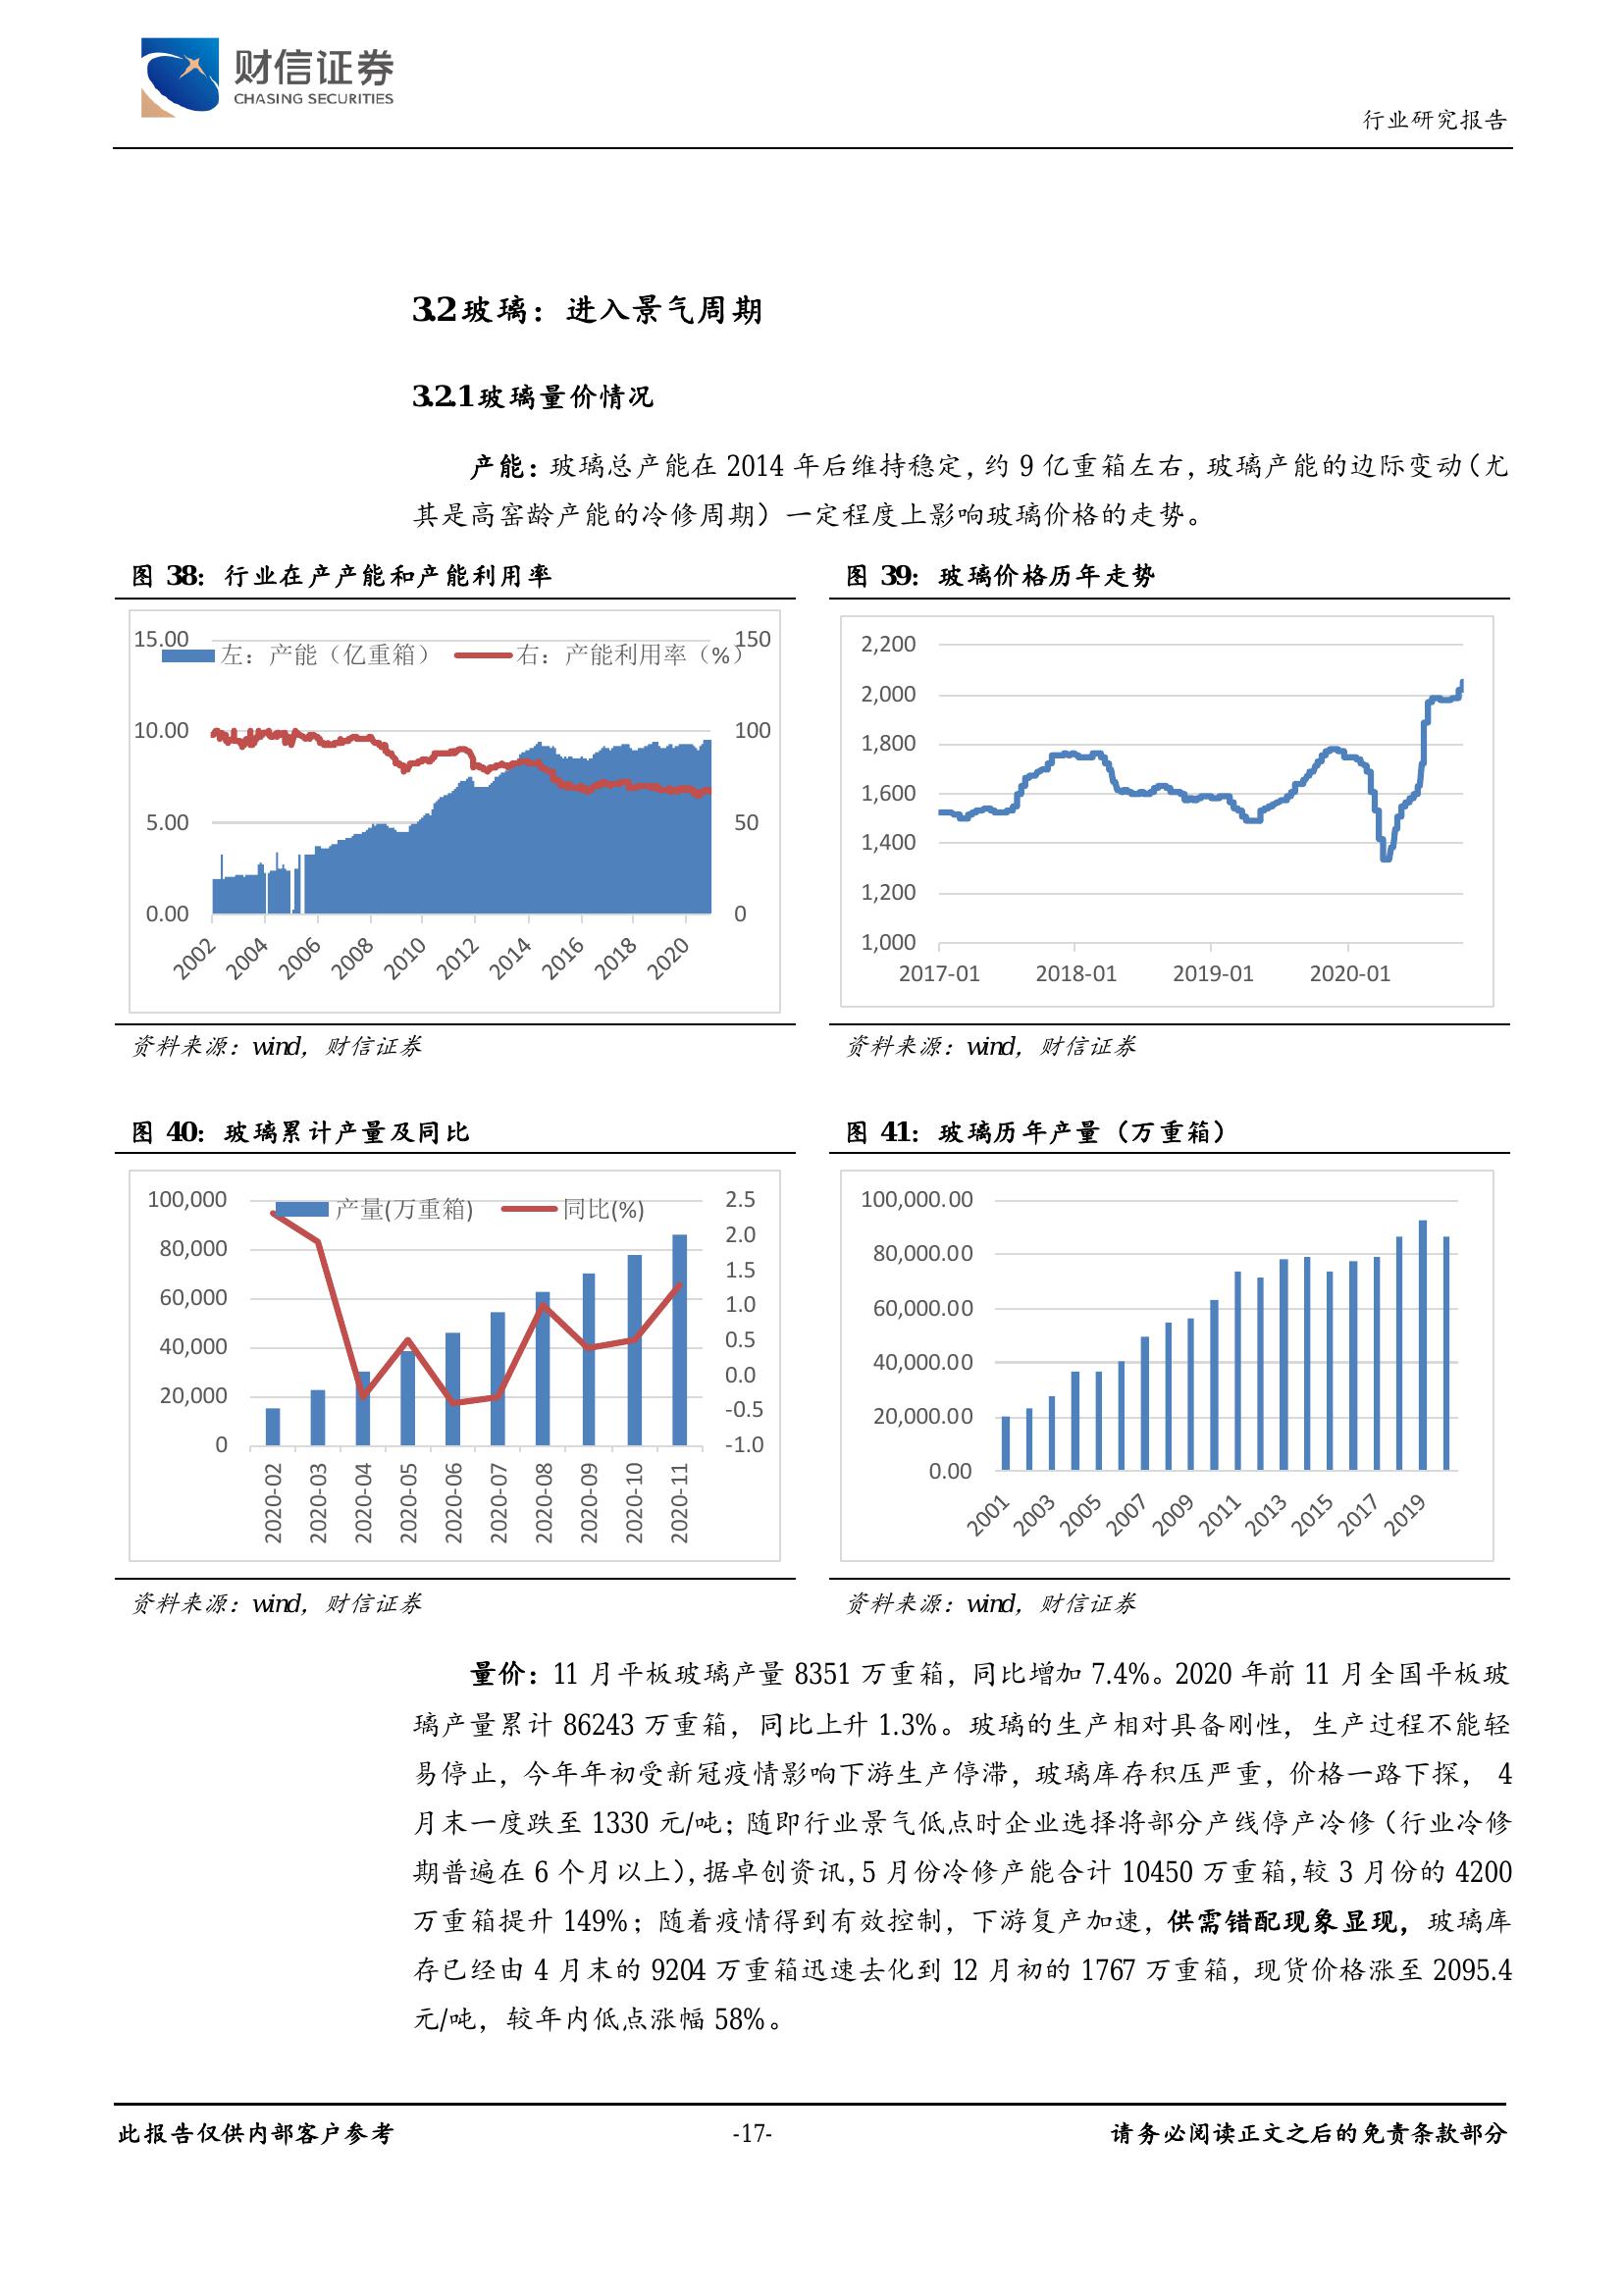 财信证券
CHASING SECURITIES
行业研究报告
3.2 玻璃：进入景气周期
3.2.1 玻璃量价情况
产能：玻璃总产能在 2014 年后维持稳定，约 9 亿重箱左右，玻璃产能的边际变动（尤
其是高窑龄产能的冷修周期）一定程度上影响玻璃价格的走势。
图 38：行业在产产能和产能利用率
15.00
10.00
5.00
0.00
左：产能（亿重箱）
右：产能利用率（%）
150
100
50
0
2002
2004
2006
2008
2010
2012
2014
2016
2018
2020
资料来源：wind，财信证券
图 39：玻璃价格历年走势
2,200
2,000
1,800
1,600
1,400
1,200
1,000
2017-01
2018-01
2019-01
2020-01
资料来源：wind，财信证券
图 40：玻璃累计产量及同比
100,000
80,000
60,000
40,000
20,000
0
产量(万重箱)
同比(%)
2.5
2.0
1.5
1.0
0.5
0.0
-0.5
-1.0
2020-02
2020-03
2020-04
2020-05
2020-06
2020-07
2020-08
2020-09
2020-10
2020-11
资料来源：wind，财信证券
图 41：玻璃历年产量（万重箱）
100,000.00
80,000.00
60,000.00
40,000.00
20,000.00
0.00
2001
2003
2005
2007
2009
2011
2013
2015
2017
2019
资料来源：wind，财信证券
量价：11 月平板玻璃产量 8351 万重箱，同比增加 7.4%。2020 年前 11 月全国平板玻
璃产量累计 86243 万重箱，同比上升 1.3%。玻璃的生产相对具备刚性，生产过程不能轻
易停止，今年年初受新冠疫情影响下游生产停滞，玻璃库存积压严重，价格一路下探， 4
月末一度跌至 1330 元/吨；随即行业景气低点时企业选择将部分产线停产冷修（行业冷修
期普遍在 6 个月以上），据卓创资讯，5 月份冷修产能合计 10450 万重箱，较 3 月份的 4200
万重箱提升 149%；随着疫情得到有效控制，下游复产加速，供需错配现象显现，玻璃库
存已经由 4 月末的 9204 万重箱迅速去化到 12 月初的 1767 万重箱，现货价格涨至 2095.4
元/吨，较年内低点涨幅 58%。
此报告仅供内部客户参考
-17-
请务必阅读正文之后的免责条款部分